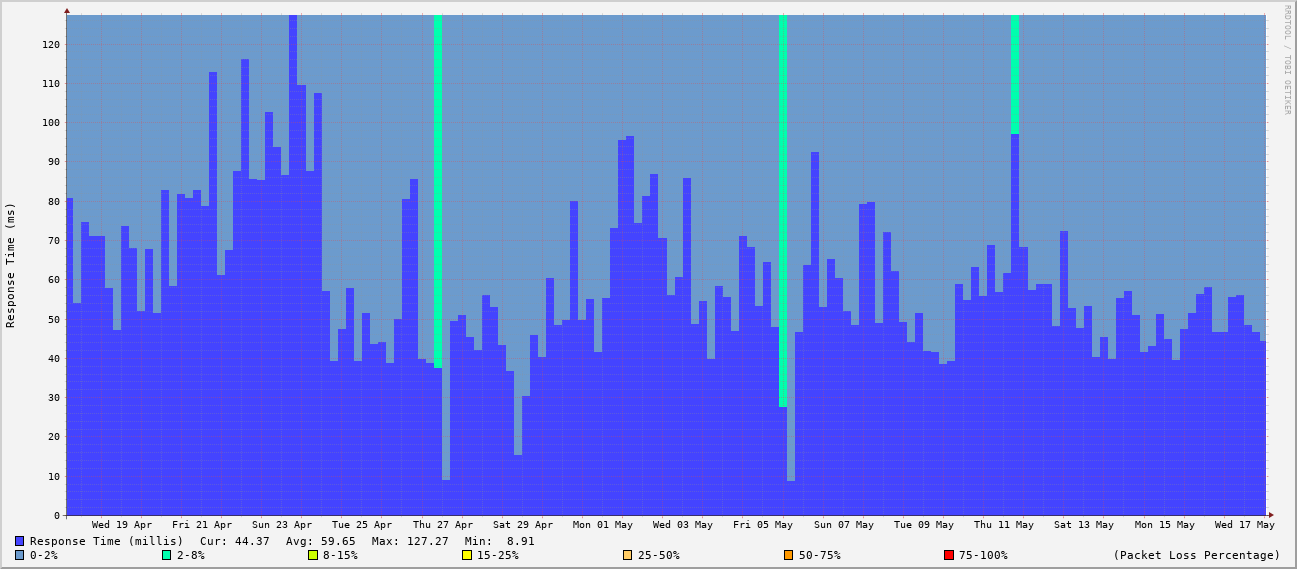 RRDTOOL / TOBI OETIKER
Response Time (ms)
120
110
100
90
80
70
60
50
40
30
20
10
0
Wed 19 Apr Fri 21 Apr Sun 23 Apr Tue 25 Apr Thu 27 Apr Sat 29 Apr Mon 01 May Wed 03 May Fri 05 May Sun 07 May Tue 09 May Thu 11 May Sat 13 May Mon 15 May Wed 17 May
Response Time (millis) Cur: 44.37 Avg: 59.65 Max: 127.27 Min: 8.91
0-2% 2-8% 8-15% 15-25% 25-50% 50-75% 75-100% (Packet Loss Percentage)